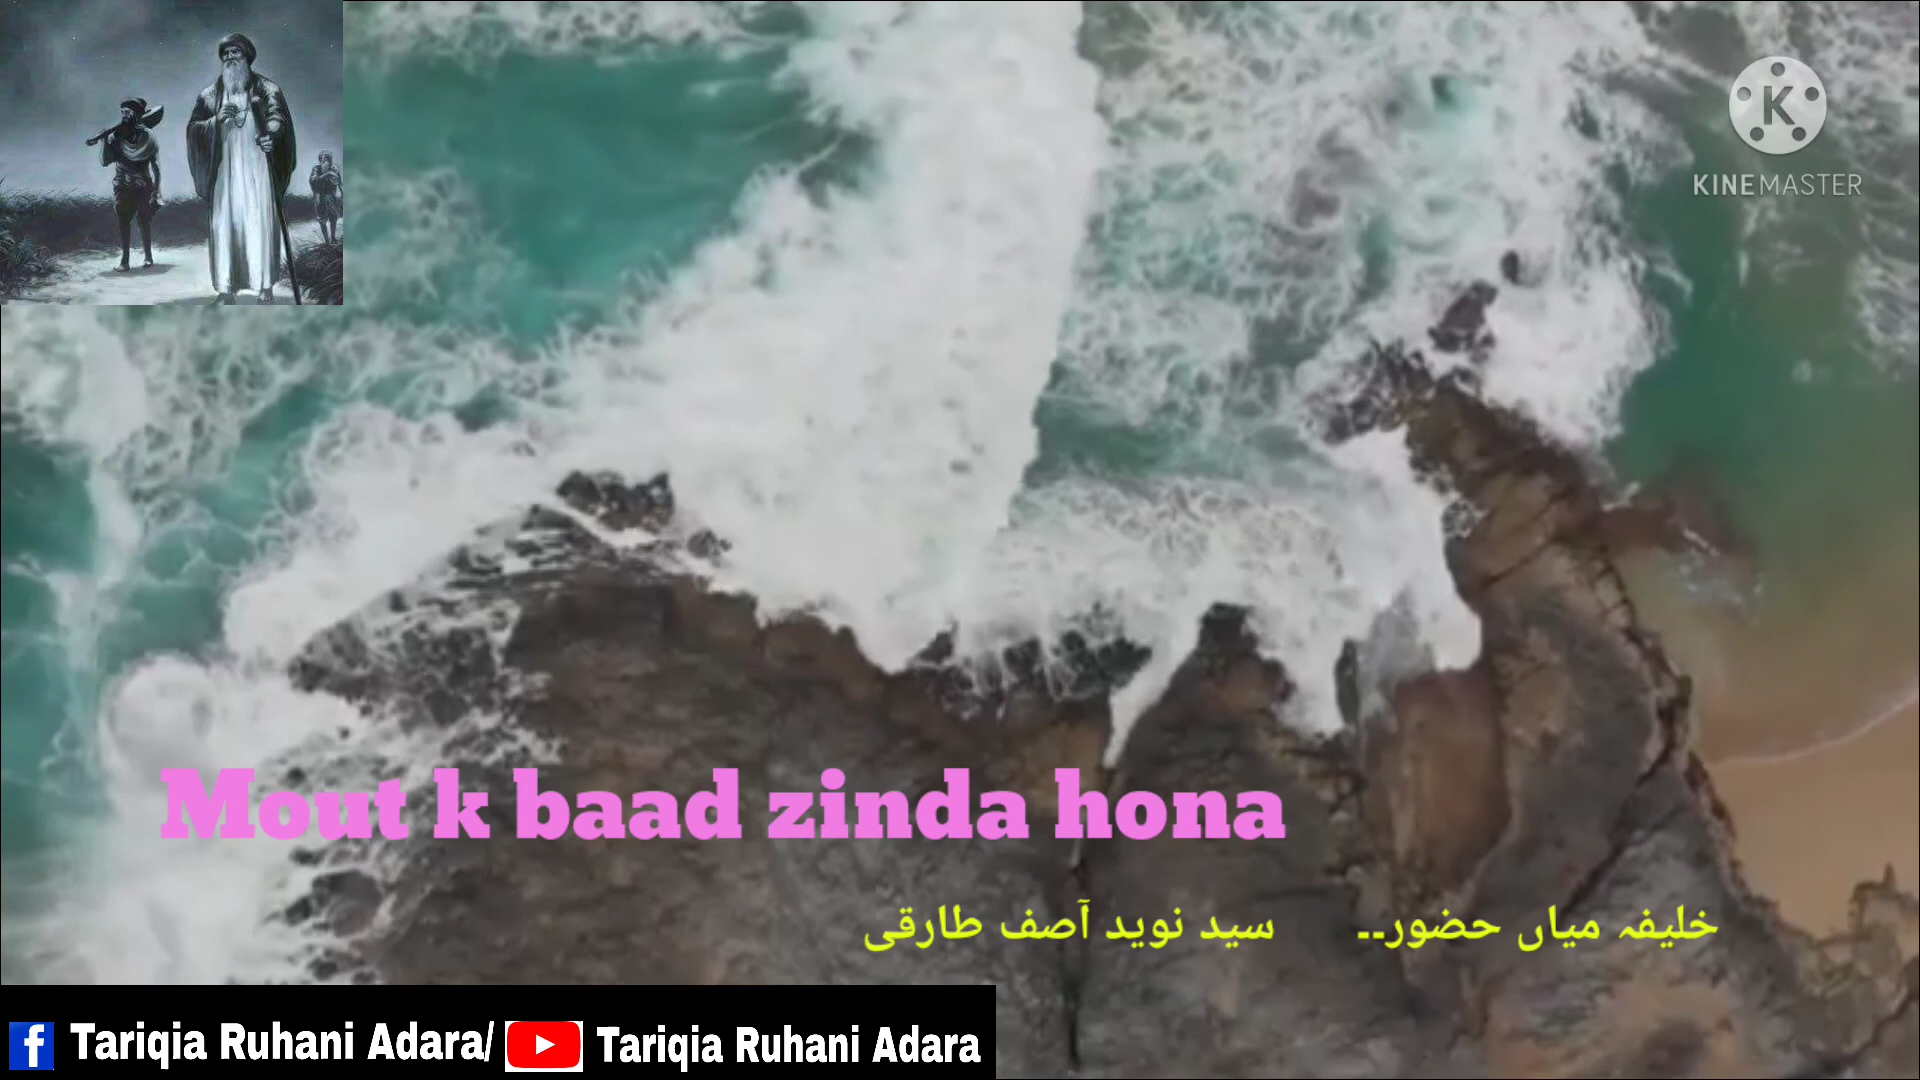 K
KINEMASTER
Mout k baad zinda hona
خلیفہ میاں حضور.. سید نوید آصف طارقی
Tariqia Ruhani Adara/ Tariqia Ruhani Adara